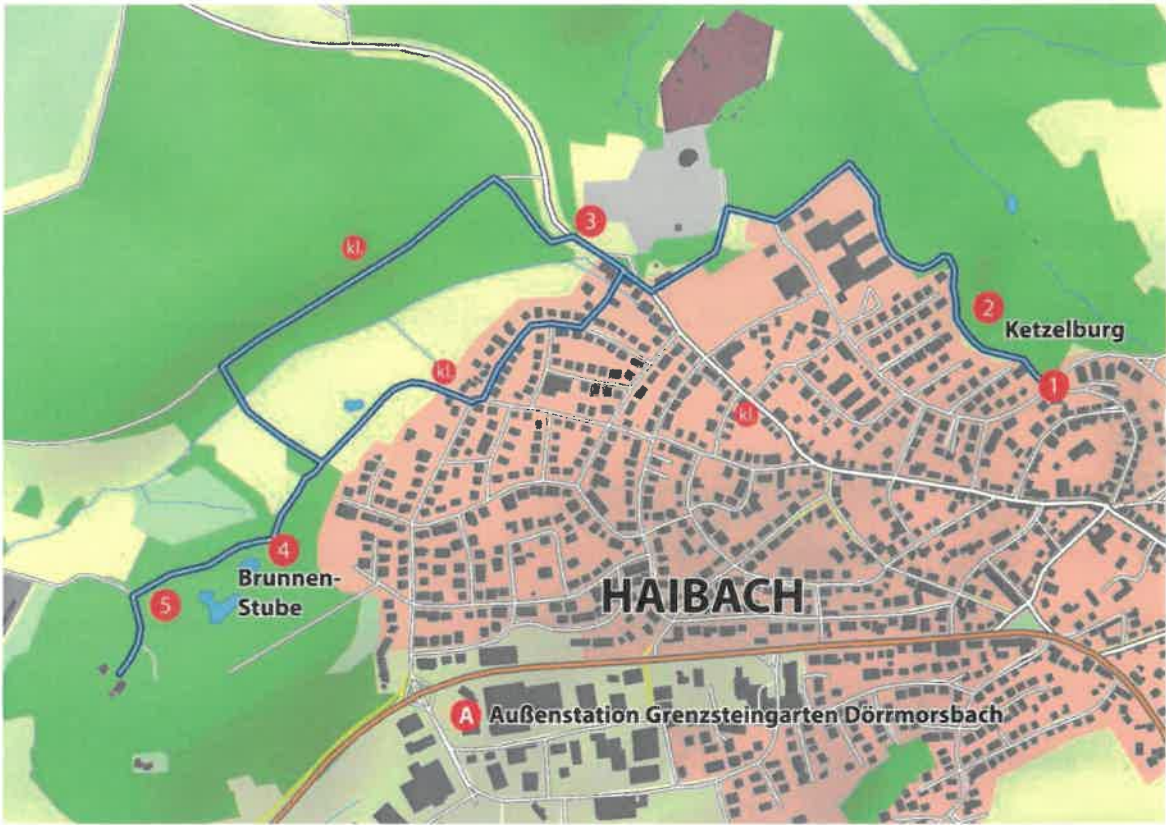 3
kl.
2
Ketzelburg
kl.
1
kl.
4
Brunnen-
Stube
5
HAIBACH
A Außenstation Grenzsteingarten Dörrmorsbach